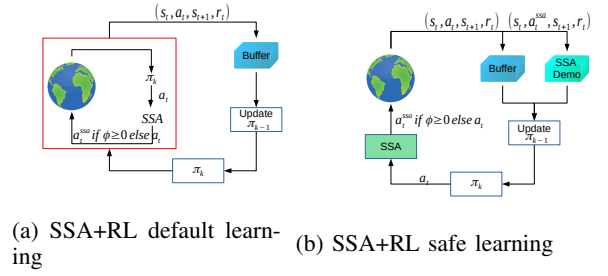 (s_t, a_t, s_{t+1}, r_t)
Buffer
π_k
a_t
SSA
a_t^{ssa} if ϕ≥0 else a_t
Update
π_{k−1}
π_k
(a) SSA+RL default learn-
ing
(s_t, a_t, s_{t+1}, r_t) (s_t, a_t^{ssa}, s_{t+1}, r_t)
Buffer
SSA
Demo
a_t^{ssa} if ϕ≥0 else a_t
SSA
Update
π_{k−1}
a_t
π_k
(b) SSA+RL safe learning